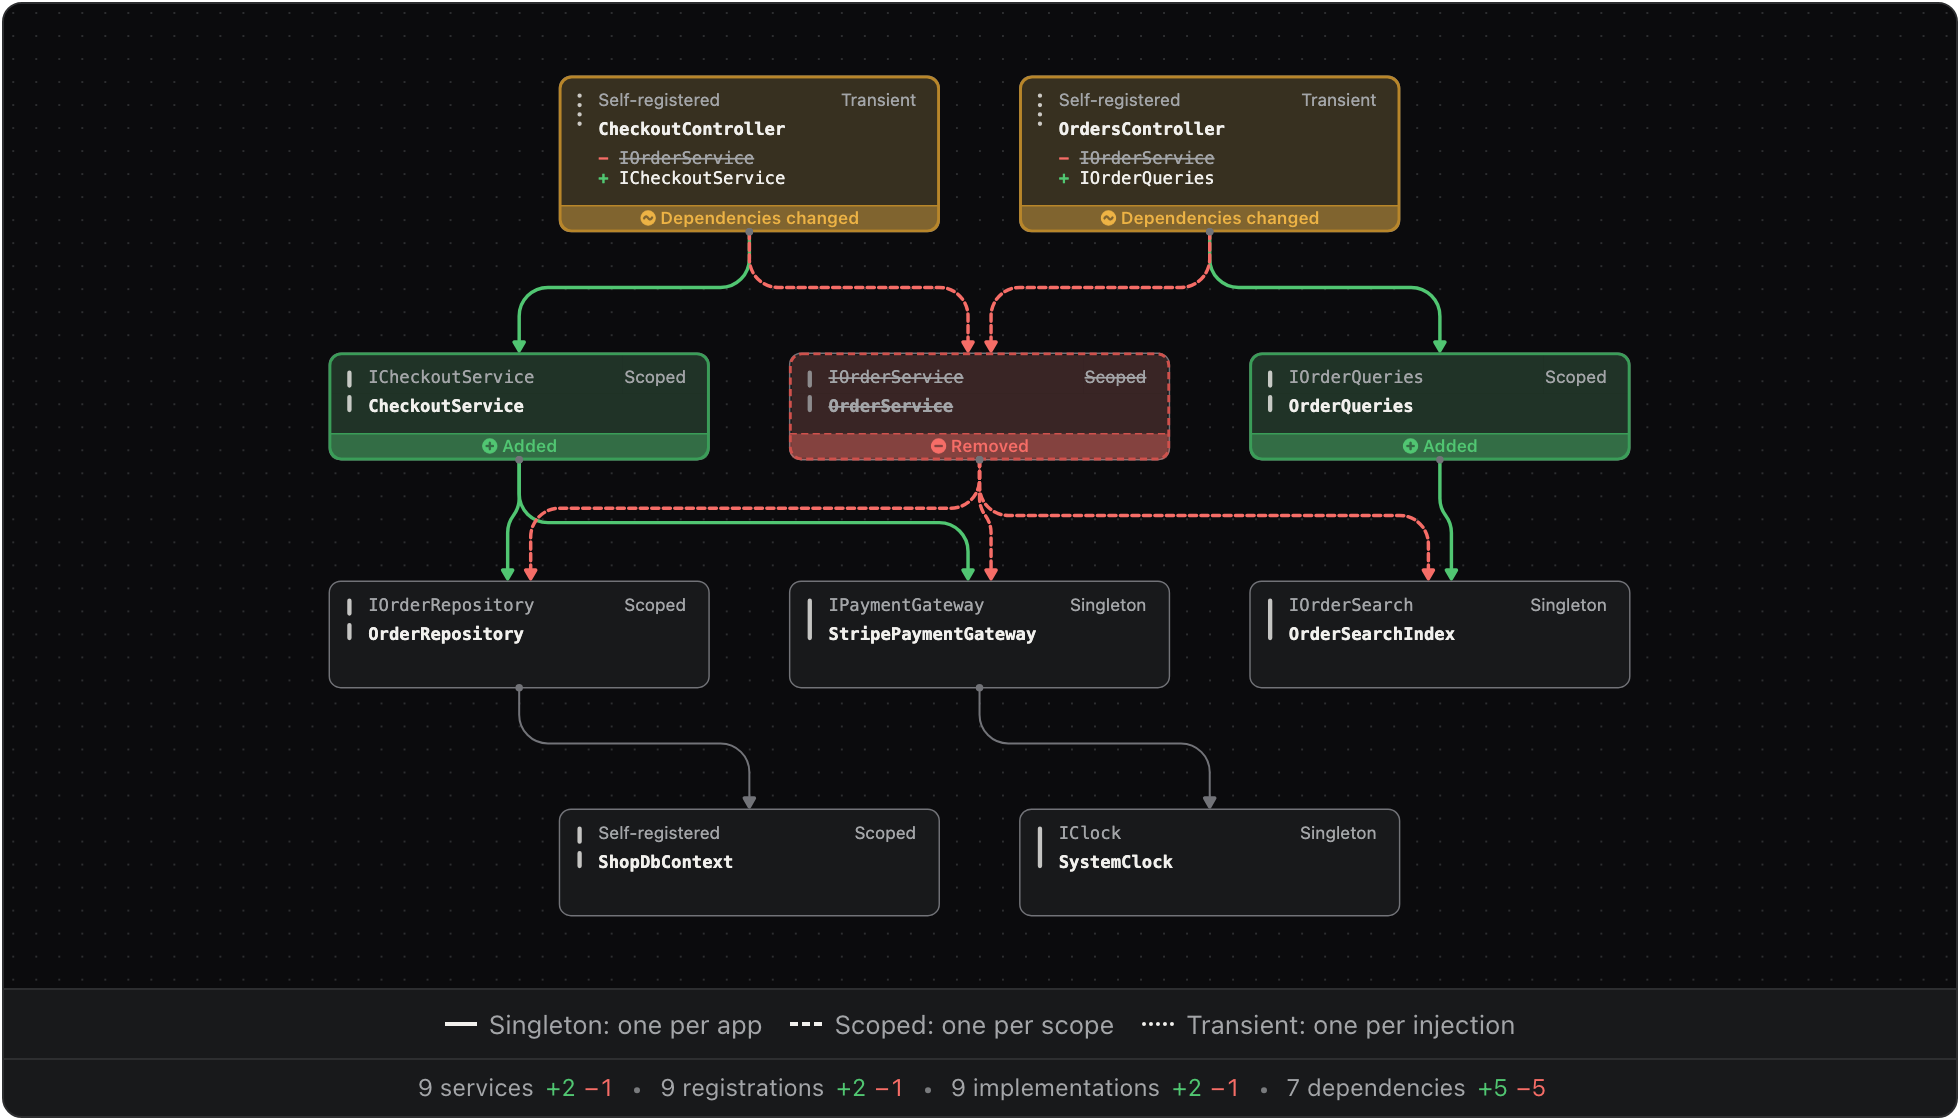 Self-registered Transient
CheckoutController
− IOrderService
+ ICheckoutService
Dependencies changed
Self-registered Transient
OrdersController
− IOrderService
+ IOrderQueries
Dependencies changed
ICheckoutService Scoped
CheckoutService
Added
IOrderService Scoped
OrderService
Removed
IOrderQueries Scoped
OrderQueries
Added
IOrderRepository Scoped
OrderRepository
IPaymentGateway Singleton
StripePaymentGateway
IOrderSearch Singleton
OrderSearchIndex
Self-registered Scoped
ShopDbContext
IClock Singleton
SystemClock
Singleton: one per app Scoped: one per scope Transient: one per injection
9 services +2 −1 • 9 registrations +2 −1 • 9 implementations +2 −1 • 7 dependencies +5 −5